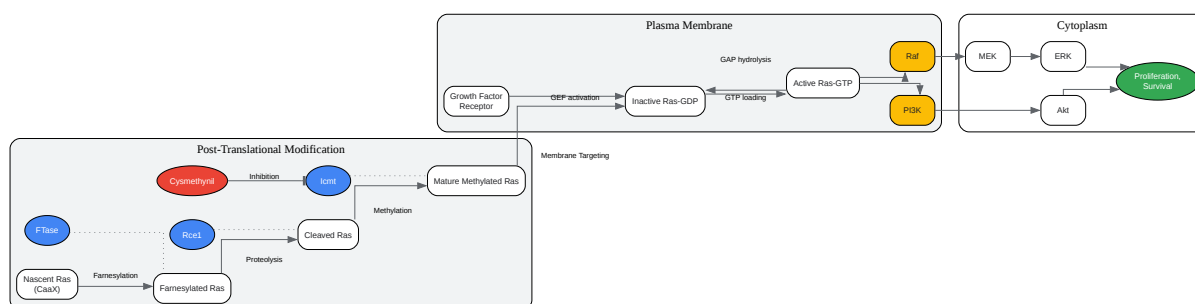 Plasma Membrane
Cytoplasm
Raf
MEK
ERK
GAP hydrolysis
Active Ras-GTP
Proliferation,
Survival
Growth Factor
Receptor
GEF activation
Inactive Ras-GDP
GTP loading
PI3K
Akt
Post-Translational Modification
Membrane Targeting
Cysmethynil
Inhibition
Icmt
Mature Methylated Ras
Methylation
FTase
Rce1
Cleaved Ras
Proteolysis
Nascent Ras
(CaaX)
Farnesylation
Farnesylated Ras